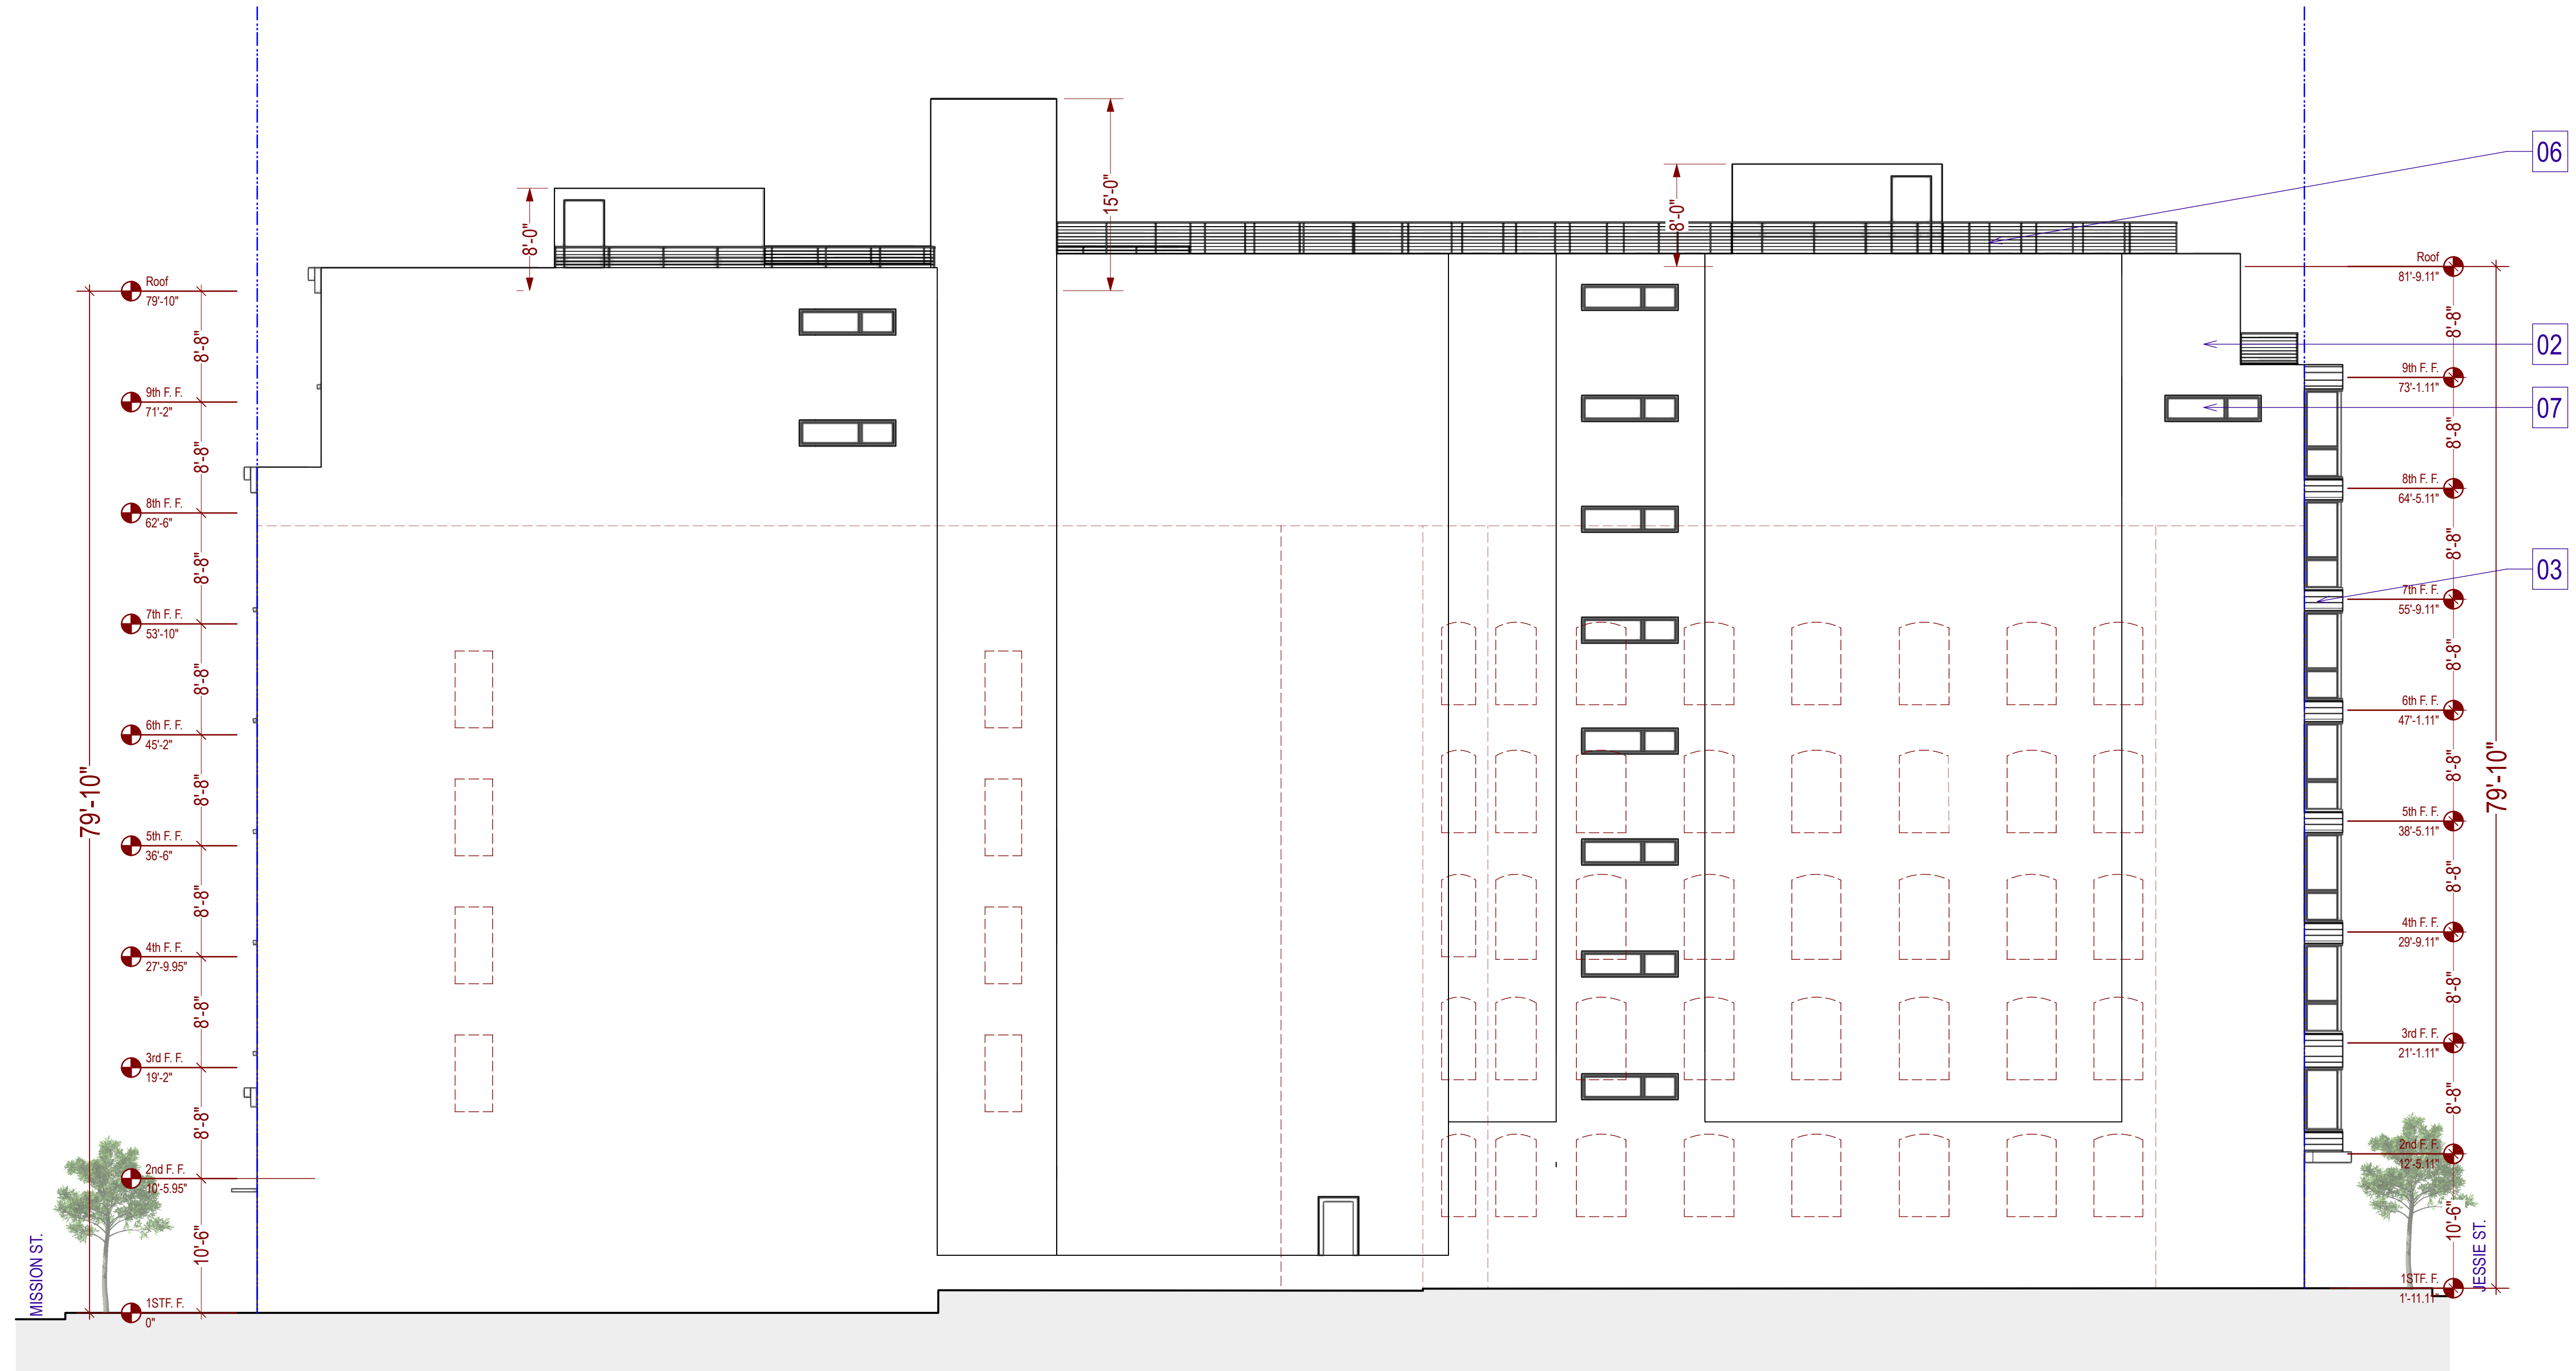 15'-0"
8'-0"
8'-0"
06
02
07
03
Roof
79'-10"
8'-8"
9th F. F.
71'-2"
8'-8"
8th F. F.
62'-6"
8'-8"
7th F. F.
53'-10"
8'-8"
6th F. F.
45'-2"
8'-8"
5th F. F.
36'-6"
8'-8"
4th F. F.
27'-9.95"
8'-8"
3rd F. F.
19'-2"
8'-8"
2nd F. F.
10'-5.95"
10'-6"
1STF. F.
0"
79'-10"
MISSION ST.
Roof
81'-9.11"
8'-8"
9th F. F.
73'-1.11"
8'-8"
8th F. F.
64'-5.11"
8'-8"
7th F. F.
55'-9.11"
8'-8"
6th F. F.
47'-1.11"
8'-8"
5th F. F.
38'-5.11"
8'-8"
4th F. F.
29'-9.11"
8'-8"
3rd F. F.
21'-1.11"
8'-8"
2nd F. F.
12'-5.11"
10'-6"
1STF. F.
1'-11.11"
79'-10"
JESSIE ST.